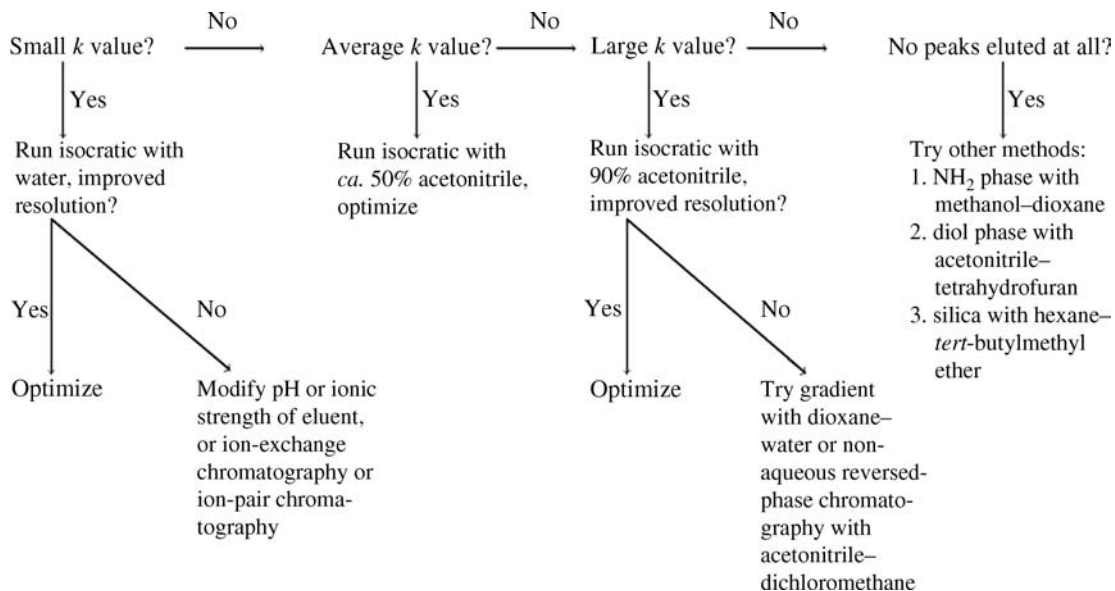 No
No
No
Small k value?
Average k value?
Large k value?
No peaks eluted at all?
Yes
Yes
Yes
Yes
Run isocratic with
water, improved
resolution?
Run isocratic with
ca. 50% acetonitrile,
optimize
Run isocratic with
90% acetonitrile,
improved resolution?
Try other methods:
1. NH₂ phase with
methanol–dioxane
2. diol phase with
acetonitrile–
tetrahydrofuran
3. silica with hexane–
tert-butylmethyl
ether
Yes
No
Optimize
Modify pH or ionic
strength of eluent,
or ion-exchange
chromatography or
ion-pair chroma-
tography
Yes
No
Optimize
Try gradient
with dioxane–
water or non-
aqueous reversed-
phase chromato-
graphy with
acetonitrile–
dichloromethane